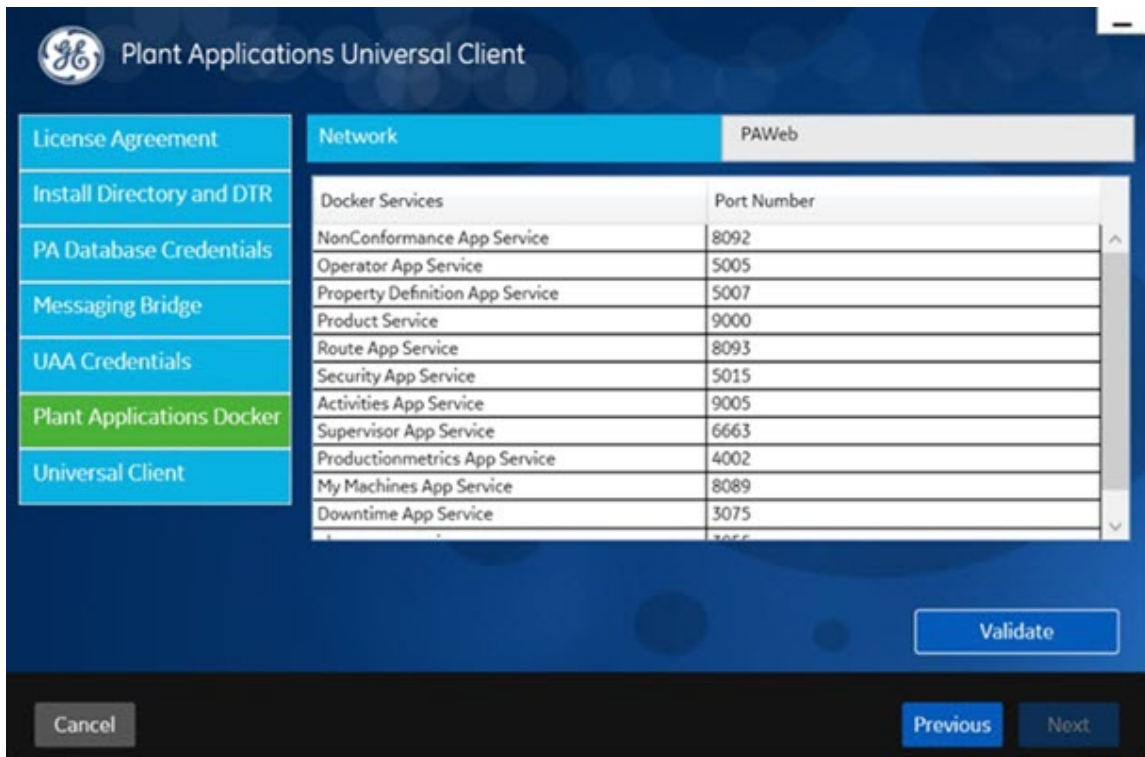 Plant Applications Universal Client
License Agreement
Install Directory and DTR
PA Database Credentials
Messaging Bridge
UAA Credentials
Plant Applications Docker
Universal Client
Network PAWeb
Docker Services Port Number
NonConformance App Service 8092
Operator App Service 5005
Property Definition App Service 5007
Product Service 9000
Route App Service 8093
Security App Service 5015
Activities App Service 9005
Supervisor App Service 6663
Productionmetrics App Service 4002
My Machines App Service 8089
Downtime App Service 3075
Validate
Cancel
Previous
Next